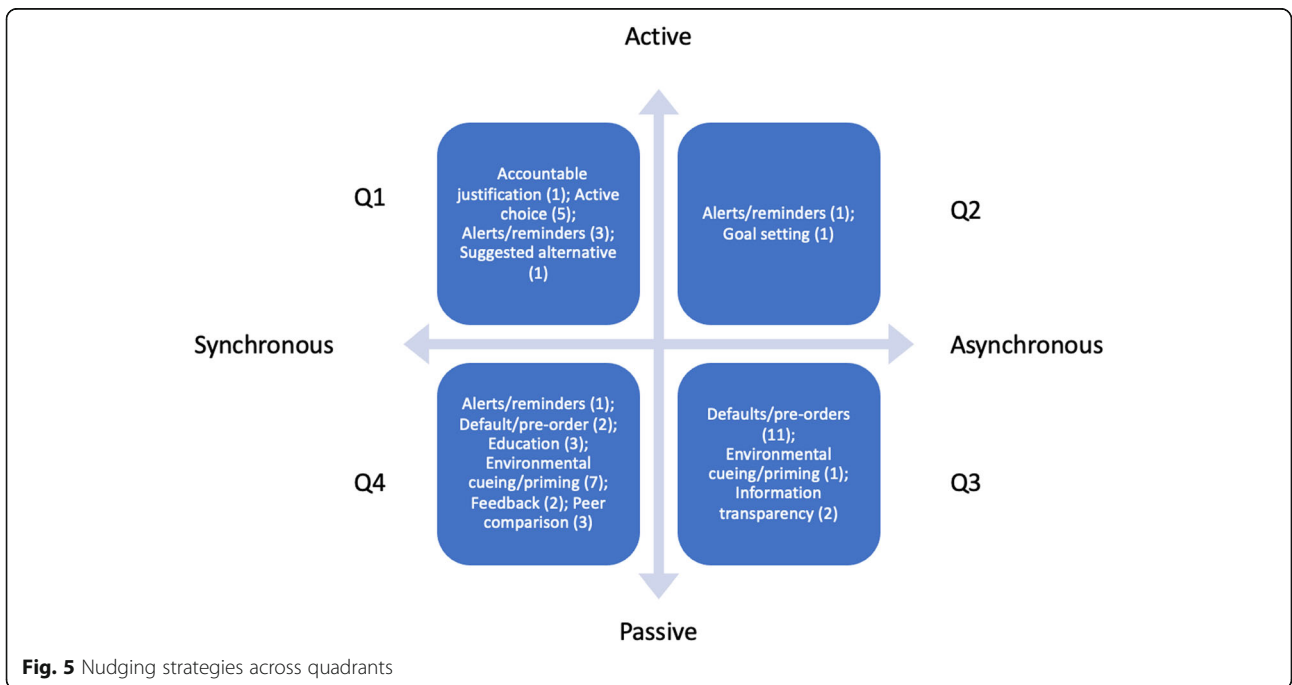 Active
Q1
Accountable
justification (1); Active
choice (5);
Alerts/reminders (3);
Suggested alternative
(1)
Alerts/reminders (1);
Goal setting (1)
Q2
Synchronous
Asynchronous
Q4
Alerts/reminders (1);
Default/pre-order (2);
Education (3);
Environmental
cueing/priming (7);
Feedback (2); Peer
comparison (3)
Defaults/pre-orders
(11);
Environmental
cueing/priming (1);
Information
transparency (2)
Q3
Passive
Fig. 5 Nudging strategies across quadrants